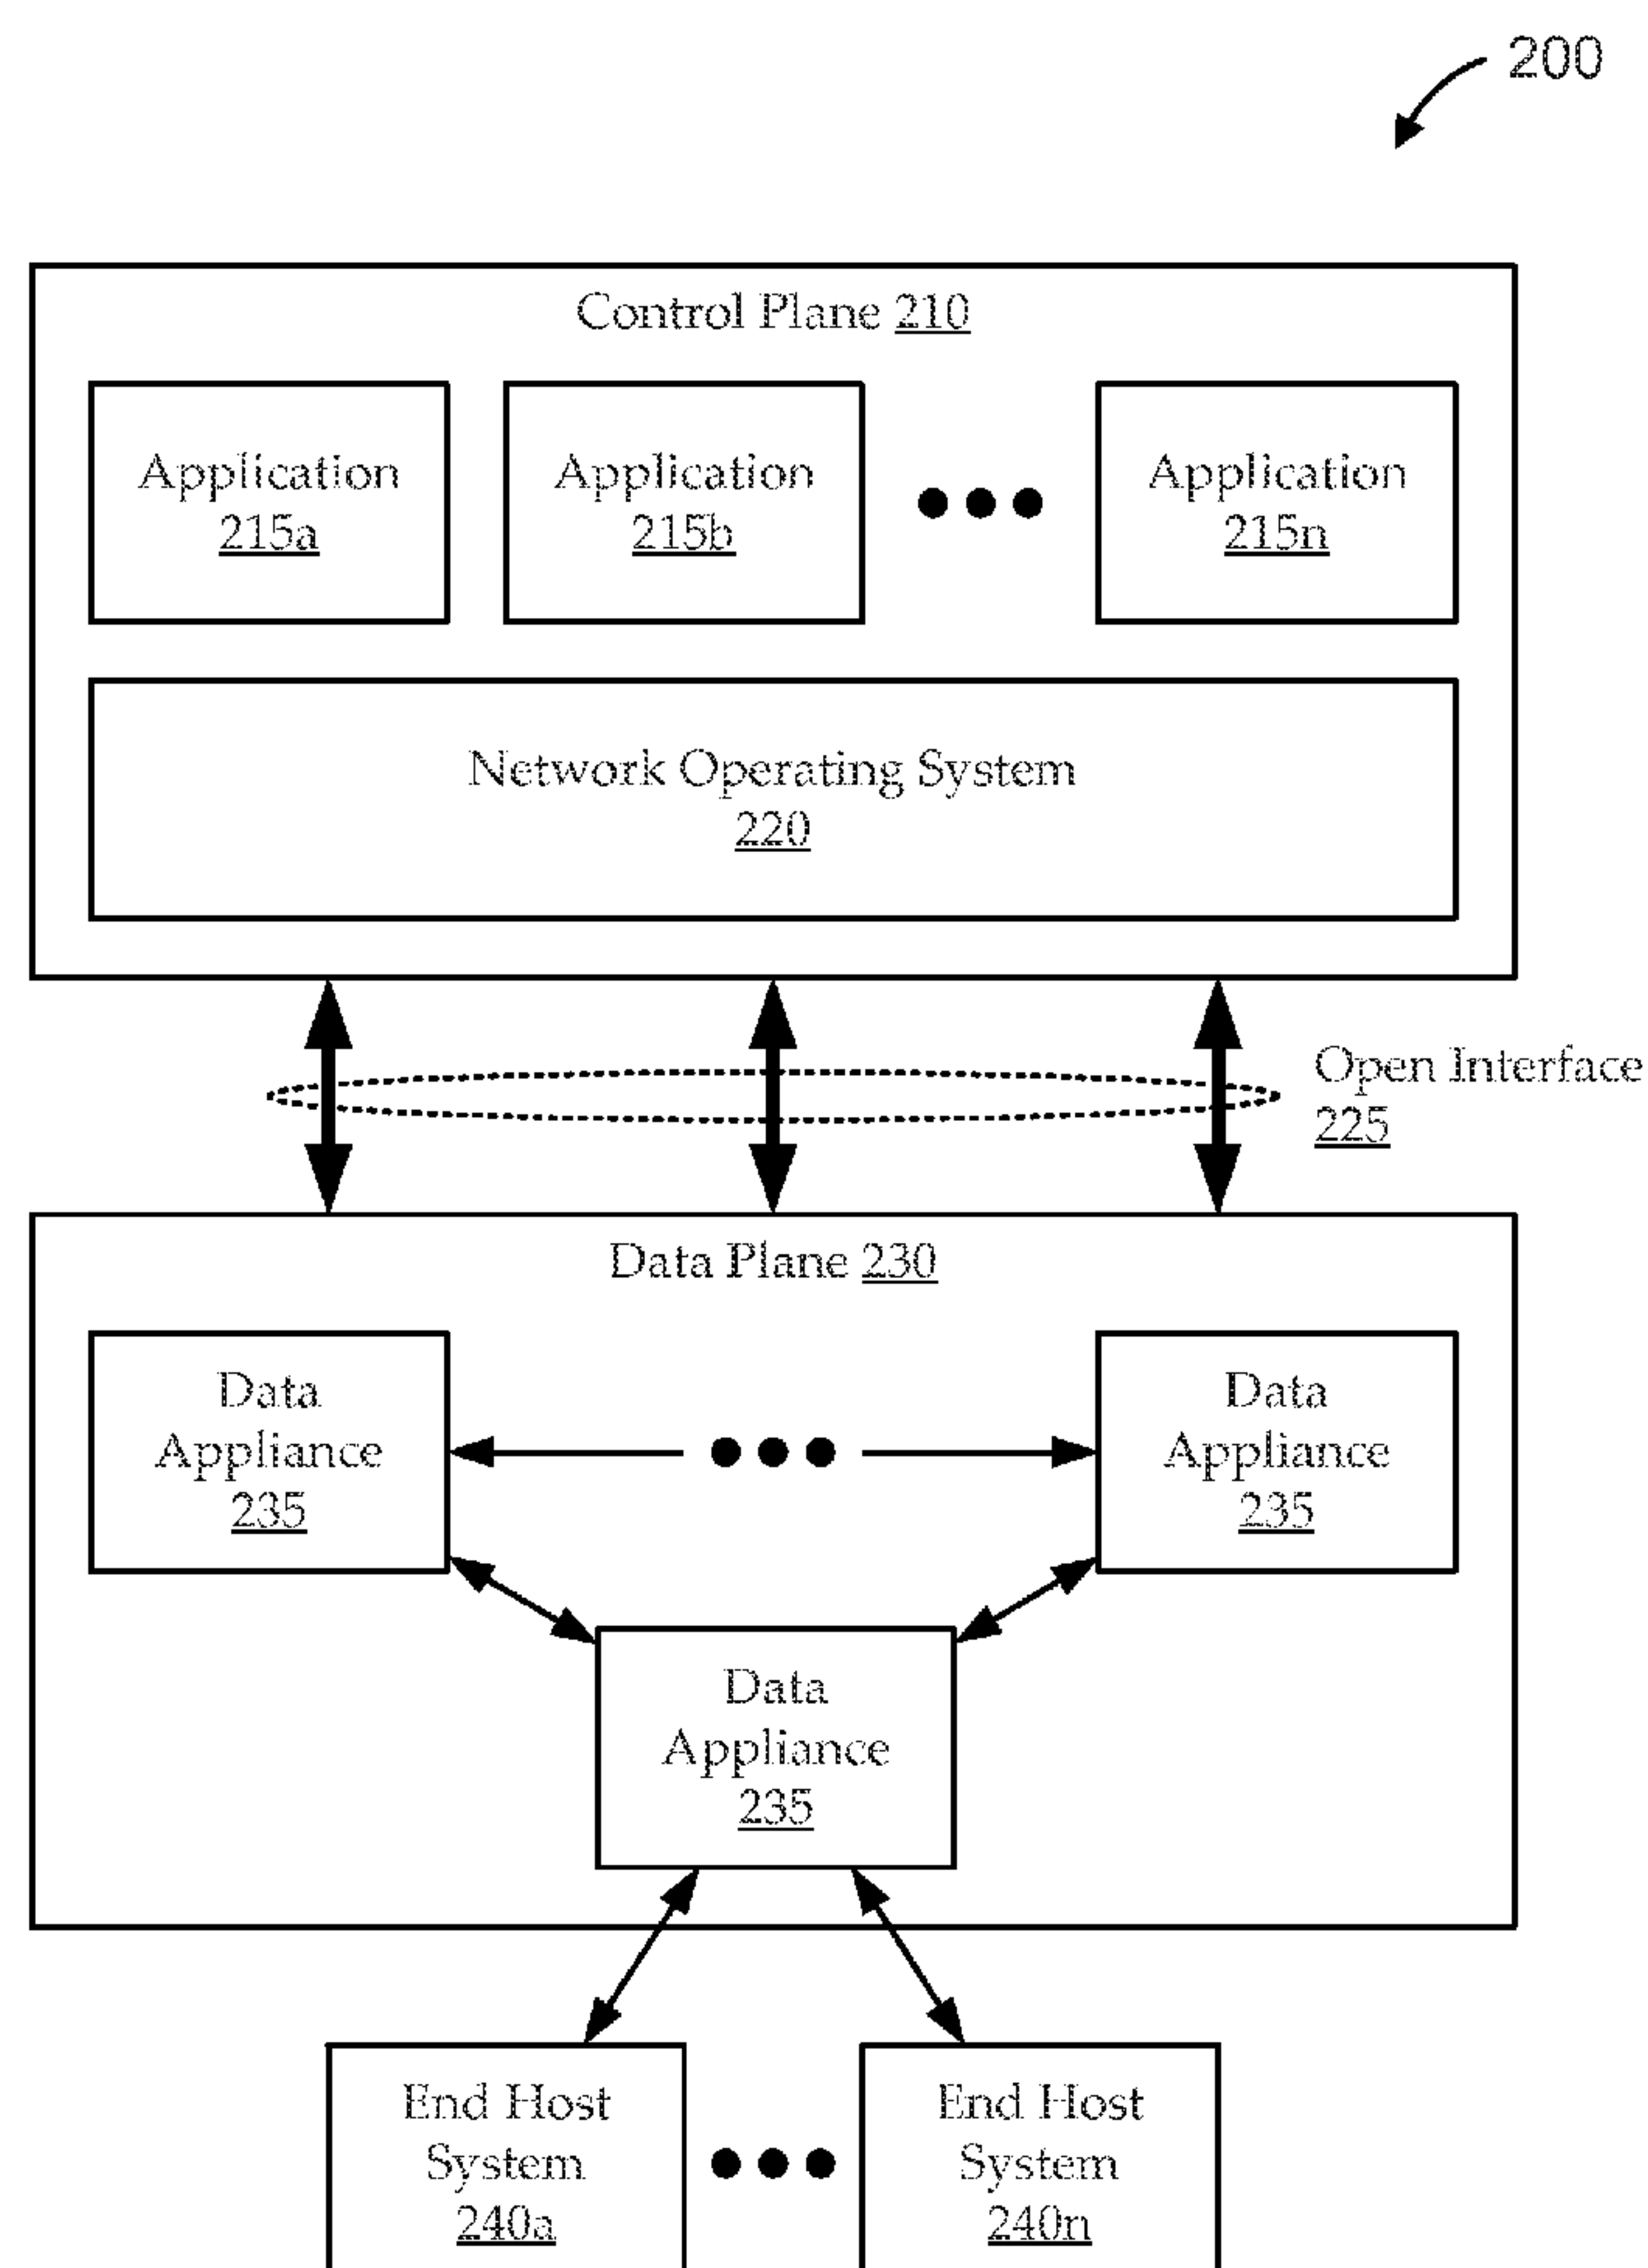 200
Control Plane 210
Application
215a
Application
215b
Application
215n
Network Operating System
220
Open Interface
225
Data Plane 230
Data
Appliance
235
Data
Appliance
235
Data
Appliance
235
End Host
System
240a
End Host
System
240n